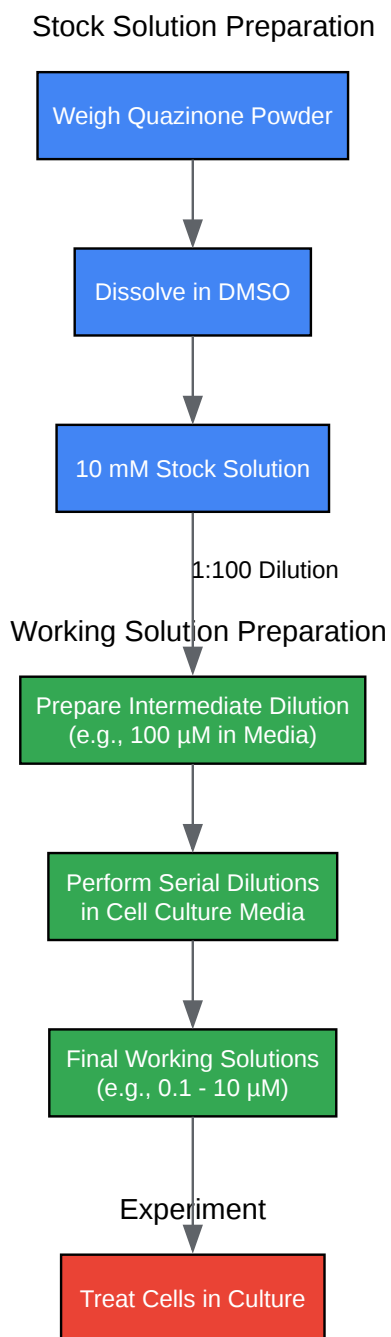 Stock Solution Preparation
Weigh Quazinone Powder
Dissolve in DMSO
10 mM Stock Solution
1:100 Dilution
Working Solution Preparation
Prepare Intermediate Dilution
(e.g., 100 µM in Media)
Perform Serial Dilutions
in Cell Culture Media
Final Working Solutions
(e.g., 0.1 - 10 µM)
Experiment
Treat Cells in Culture